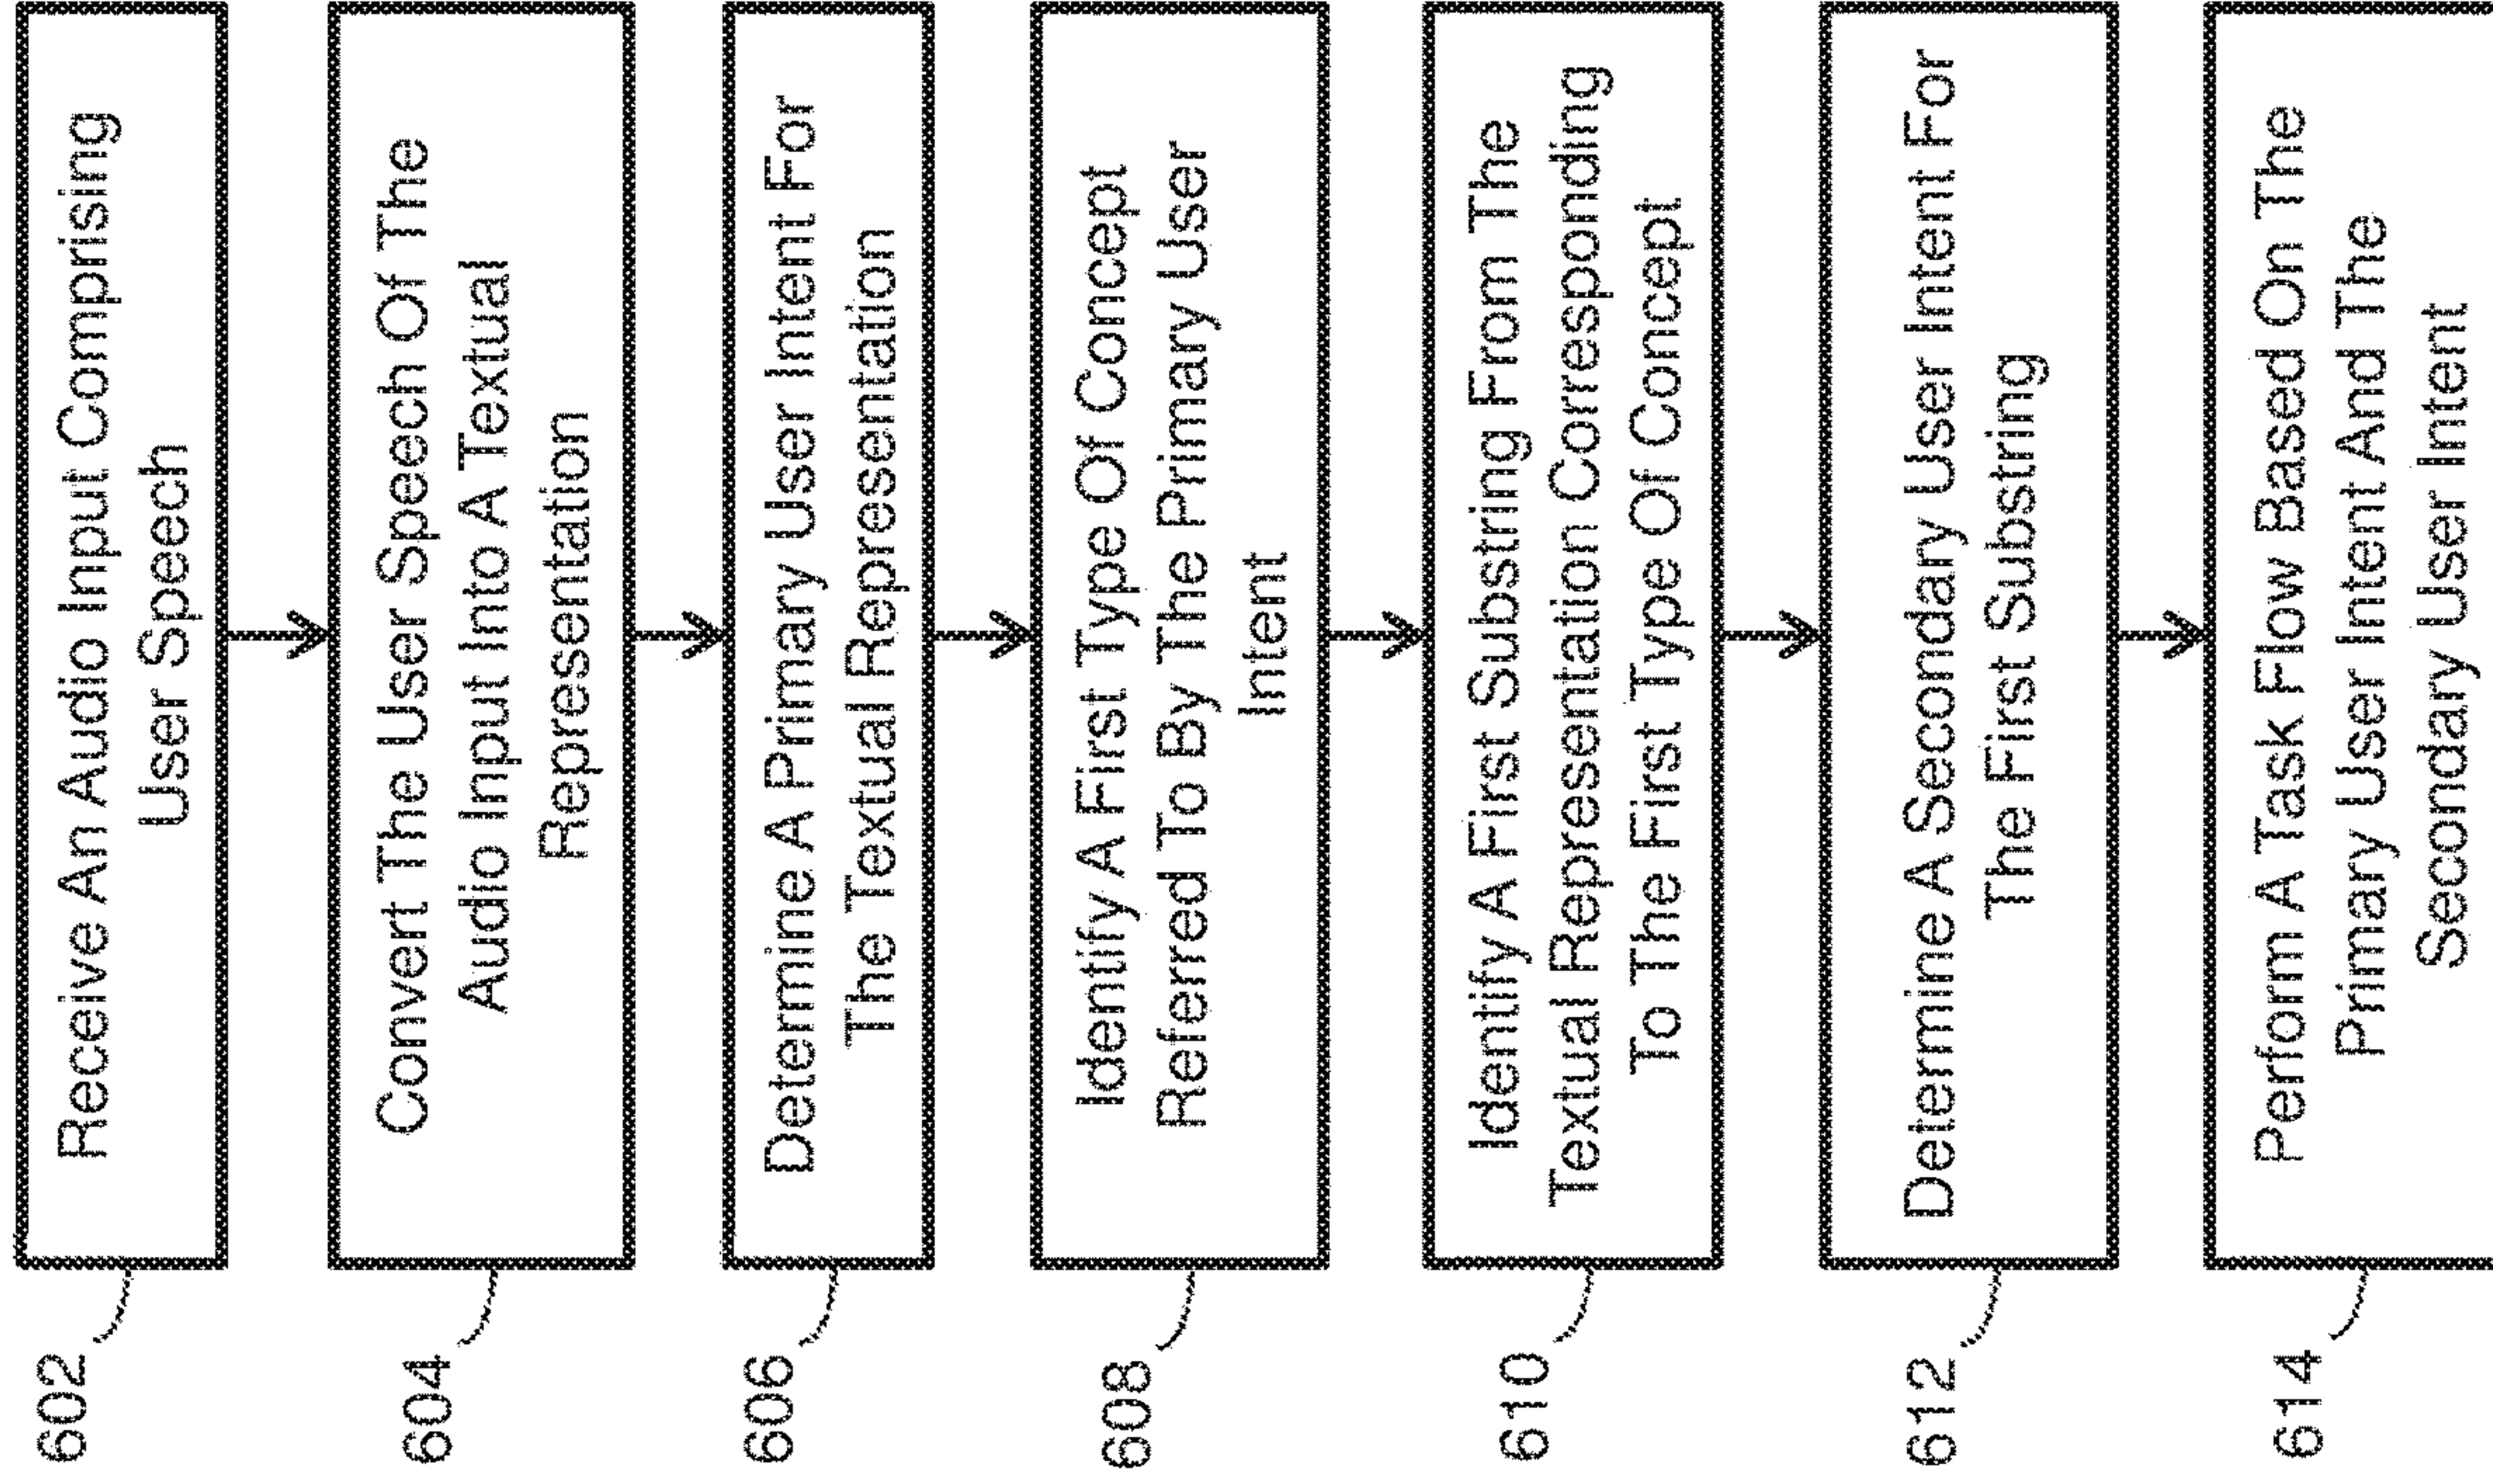 602
Receive An Audio Input Comprising
User Speech
604
Convert The User Speech Of The
Audio Input Into A Textual
Representation
606
Determine A Primary User Intent For
The Textual Representation
608
Identify A First Type Of Concept
Referred To By The Primary User
Intent
610
Identify A First Substring From The
Textual Representation Corresponding
To The First Type Of Concept
612
Determine A Secondary User Intent For
The First Substring
614
Perform A Task Flow Based On The
Primary User Intent And The
Secondary User Intent